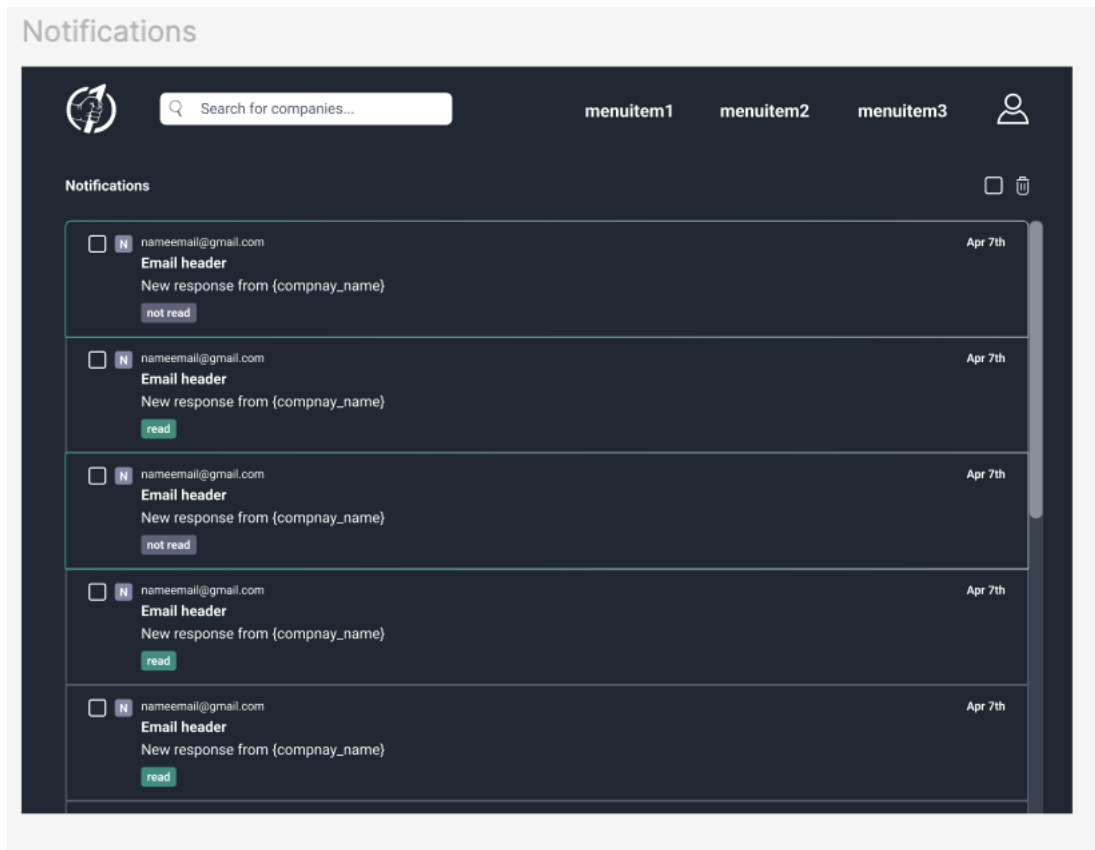 Notifications
Search for companies...
menuitem1 menuitem2 menuitem3
Notifications
N nameemail@gmail.com Apr 7th
Email header
New response from {compnay_name}
not read
N nameemail@gmail.com Apr 7th
Email header
New response from {compnay_name}
read
N nameemail@gmail.com Apr 7th
Email header
New response from {compnay_name}
not read
N nameemail@gmail.com Apr 7th
Email header
New response from {compnay_name}
read
N nameemail@gmail.com Apr 7th
Email header
New response from {compnay_name}
read